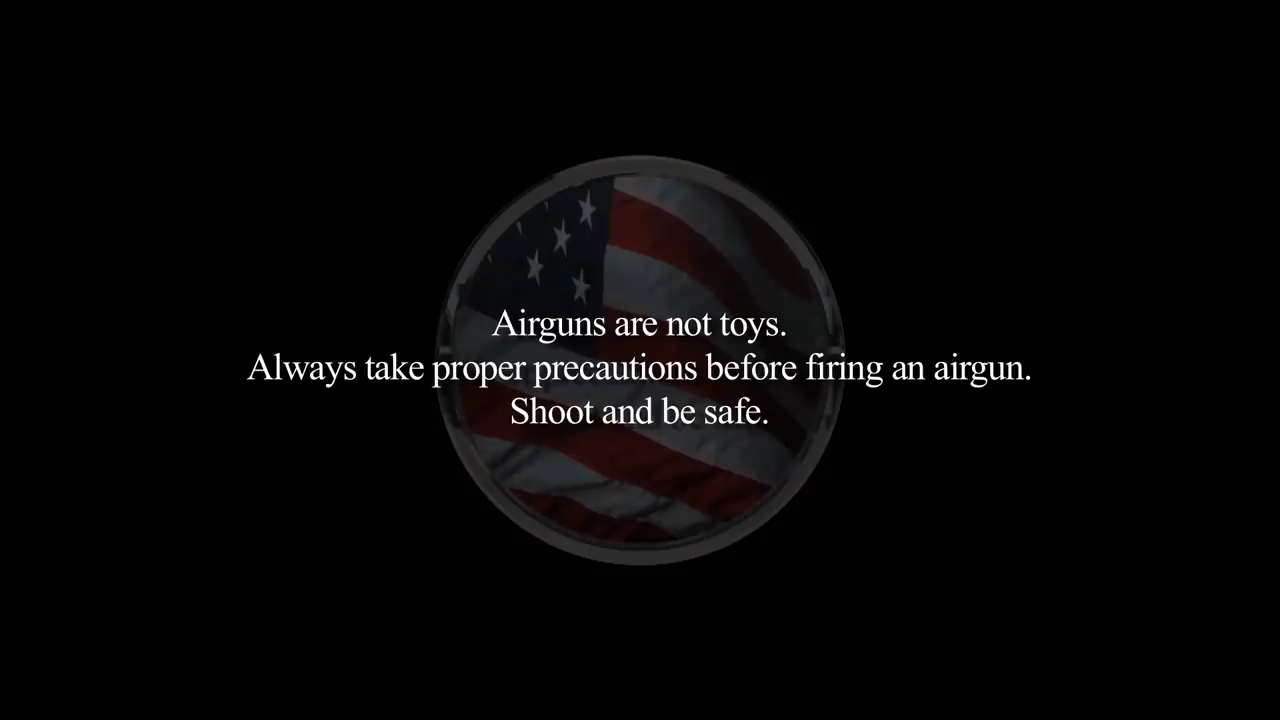 Airguns are not toys.
Always take proper precautions before firing an airgun.
Shoot and be safe.